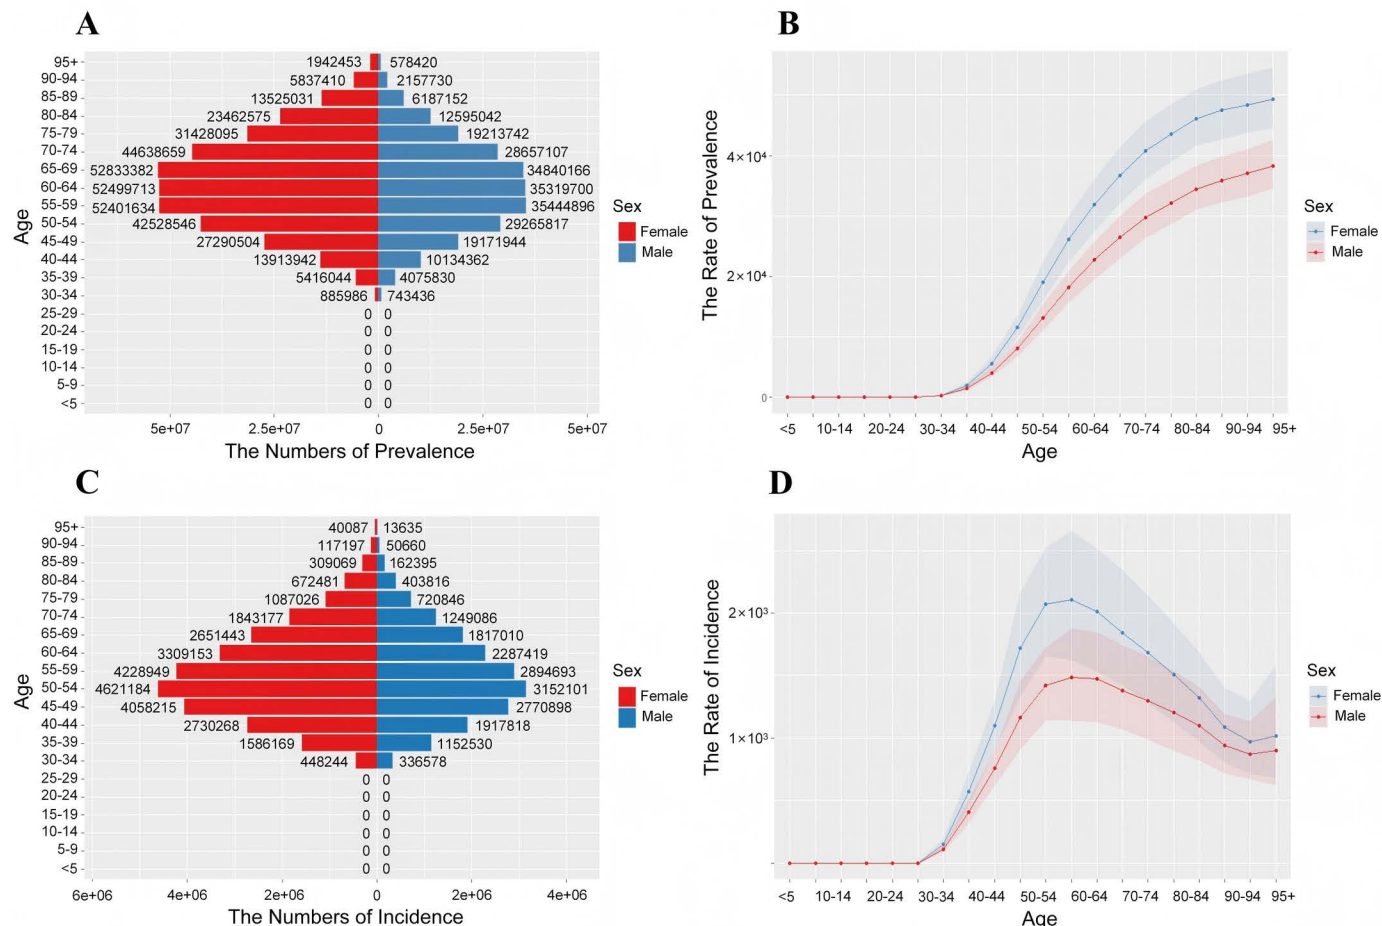 A
95+ 1942453 578420
90-94 5837410 2157730
85-89 13525031 6187152
80-84 23462575 12595042
75-79 31428095 19213742
70-74 44638659 28657107
65-69 52833382 34840166
60-64 52499713 35319700
55-59 52401634 35444896
50-54 42528546 29265817
45-49 27290504 19171944
40-44 13913942 10134362
35-39 5416044 4075830
30-34 885986 743436
25-29 0 0
20-24 0 0
15-19 0 0
10-14 0 0
5-9 0 0
<5 0 0
Age
5e+07 2.5e+07 0 2.5e+07 5e+07
The Numbers of Prevalence
Sex
Female
Male
B
The Rate of Prevalence
4×10⁴
2×10⁴
0
<5 10-14 20-24 30-34 40-44 50-54 60-64 70-74 80-84 90-94 95+
Age
Sex
Female
Male
C
95+ 40087 13635
90-94 117197 50660
85-89 309069 162395
80-84 672481 403816
75-79 1087026 720846
70-74 1843177 1249086
65-69 2651443 1817010
60-64 3309153 2287419
55-59 4228949 2894693
50-54 4621184 3152101
45-49 4058215 2770898
40-44 2730268 1917818
35-39 1586169 1152530
30-34 448244 336578
25-29 0 0
20-24 0 0
15-19 0 0
10-14 0 0
5-9 0 0
<5 0 0
Age
6e+06 4e+06 2e+06 0 2e+06 4e+06
The Numbers of Incidence
Sex
Female
Male
D
The Rate of Incidence
2×10³
1×10³
<5 10-14 20-24 30-34 40-44 50-54 60-64 70-74 80-84 90-94 95+
Age
Sex
Female
Male